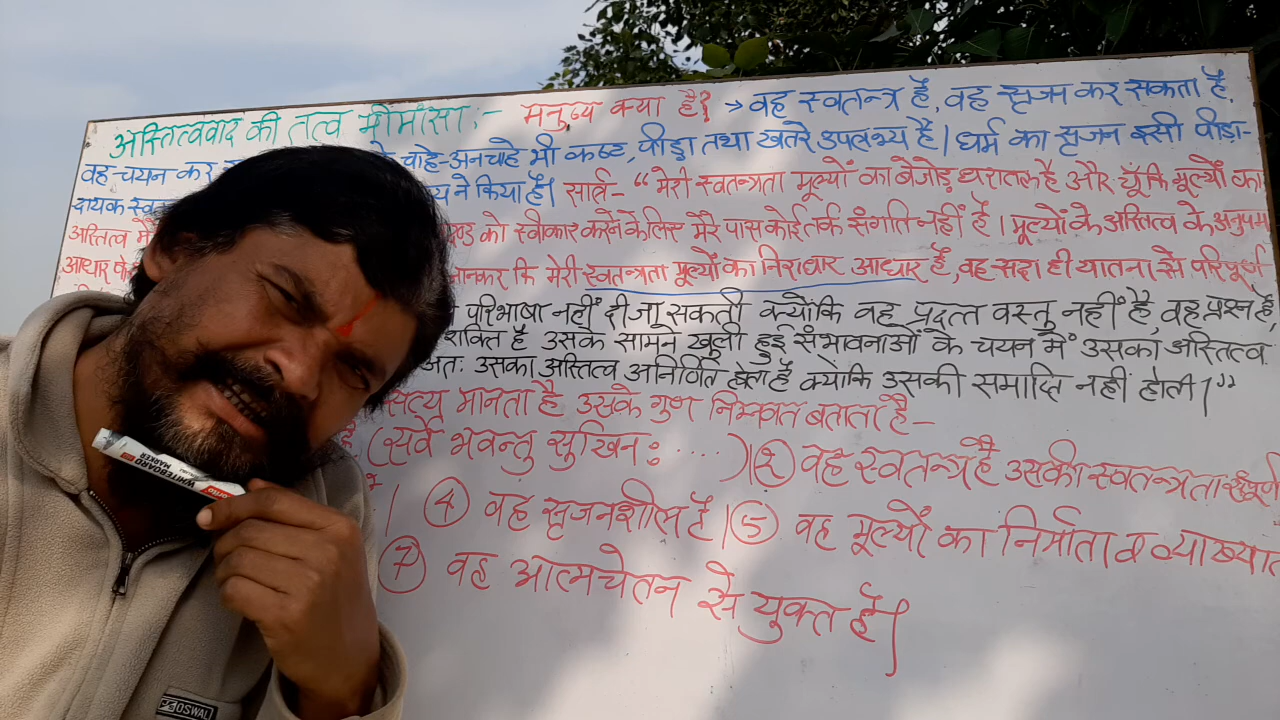 अस्तित्ववाद की तत्व मीमांसा :- मनुष्य क्या है? → वह स्वतन्त्र है, वह सृजन कर सकता है,
वह चयन कर चाहे-अनचाहे भी कष्ट, पीड़ा तथा खतरे उपलभ्य है। धर्म का सृजन इसी पीड़ा-
दायक ने किया है। सार्त्र- "मेरी स्वतन्त्रता मूल्यों का बेजोड़ धरातल है और चूँकि मूल्यों का
अस्तित्व में को स्वीकार करने के लिए मेरे पास कोई तर्क संगति नहीं है। मूल्यों के अस्तित्व के अनुपम
आधार के जानकर कि मेरी स्वतन्त्रता मूल्यों का निराधार आधार है, वह सदा ही यातना से परिपूर्ण
परिभाषा नहीं दी जा सकती क्योंकि वह प्रदत्त वस्तु नहीं है, वह प्रश्न है,
शक्ति है उसके सामने खुली हुई संभावनाओं के चयन में उसका अस्तित्व
अतः उसका अस्तित्व अनिर्वित होता है क्योंकि उसकी समाप्ति नहीं होती।"
सत्य मानता है उसके गुण निम्नवत बताता है-
(सर्वे भवन्तु सुखिनः .....) वह स्वतन्त्र है उसकी स्वतन्त्रता संपूर्ण
④ वह सृजनशील है। ⑤ वह मूल्यों का निर्माता व व्याख्या
⑦ वह आत्मचेतन से युक्त है।
WHITEBOARD
MARKER
OSWAL